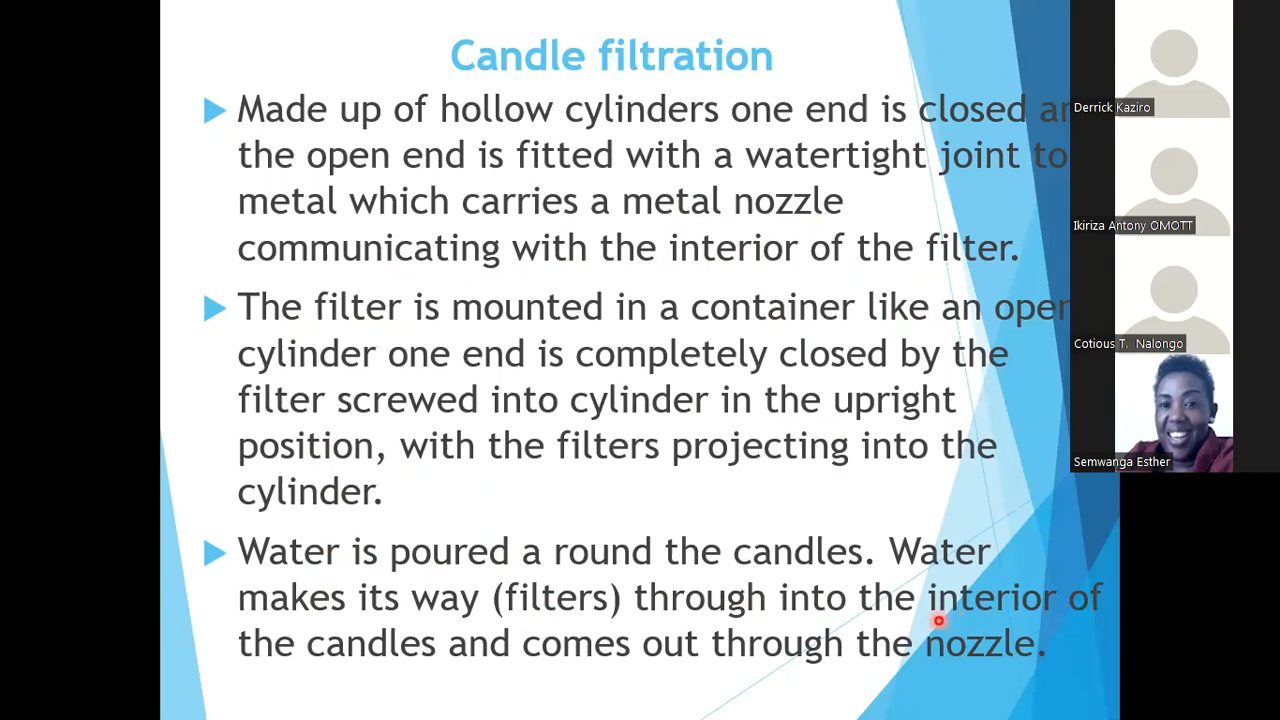 Candle filtration
Made up of hollow cylinders one end is closed
the open end is fitted with a watertight joint to
metal which carries a metal nozzle
communicating with the interior of the filter.
The filter is mounted in a container like an open
cylinder one end is completely closed by the
filter screwed into cylinder in the upright
position, with the filters projecting into the
cylinder.
Water is poured a round the candles. Water
makes its way (filters) through into the interior of
the candles and comes out through the nozzle.
Derrick Kaziro
Ikiriza Antony OMOTT
Cotious T. Nalongo
Semwanga Esther